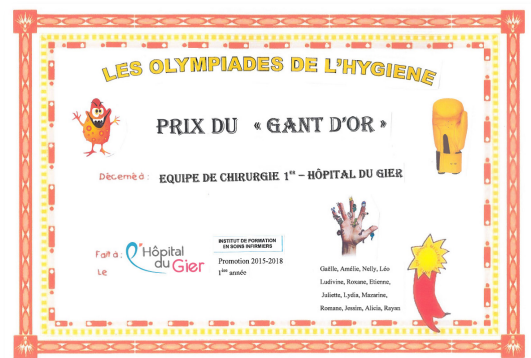 LES OLYMPIADES DE L'HYGIENE
PRIX DU « GANT D'OR »
Décerné à : EQUIPE DE CHIRURGIE 1er – HÔPITAL DU GIER
Fait à : Hôpital du Gier
Le
INSTITUT DE FORMATION
EN SOINS INFIRMIERS
Promotion 2015-2018
1ère année
Gaëlle, Amélie, Nelly, Léo
Ludivine, Roxane, Etienne,
Juliette, Lydia, Mazarine,
Romane, Jessim, Alicia, Rayan